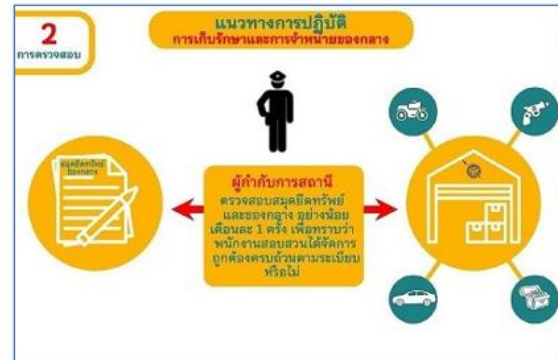 2
การตรวจสอบ
แนวทางการปฏิบัติ
การเก็บรักษาและการจำหน่ายของกลาง
สมุดยึดทรัพย์
ของกลาง
ผู้กำกับการสถานี
ตรวจสอบสมุดยึดทรัพย์
และของกลาง อย่างน้อย
เดือนละ 1 ครั้ง เพื่อทราบว่า
พนักงานสอบสวนได้จัดการ
ถูกต้องครบถ้วนตามระเบียบ
หรือไม่